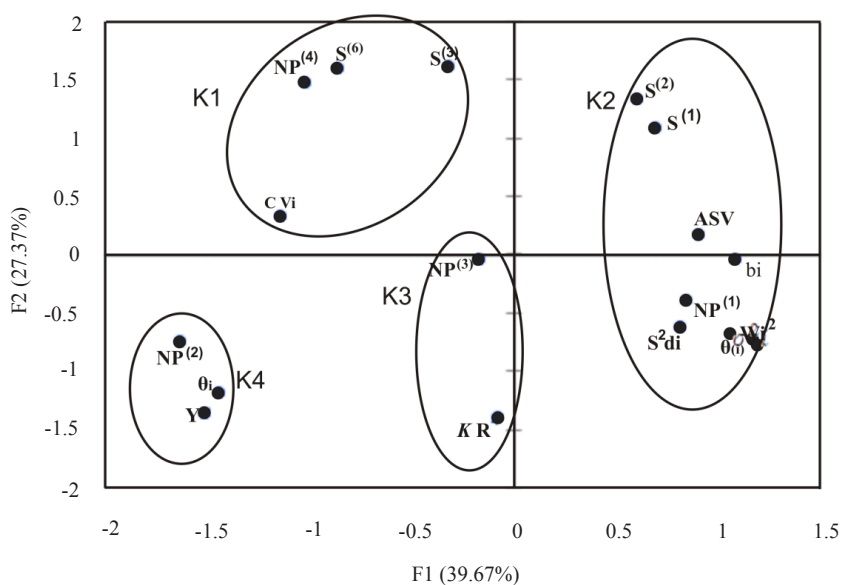 2
1.5
1
0.5
0
-0.5
-1
-1.5
-2
F2 (27.37%)
K1
NP(4)
S(6)
S(3)
C Vi
K2
S(2)
S(1)
ASV
bi
NP(1)
S2di
θ(i)
Wi2
K3
NP(3)
K R
K4
NP(2)
θi
Y
-2
-1.5
-1
-0.5
0
0.5
1
1.5
F1 (39.67%)